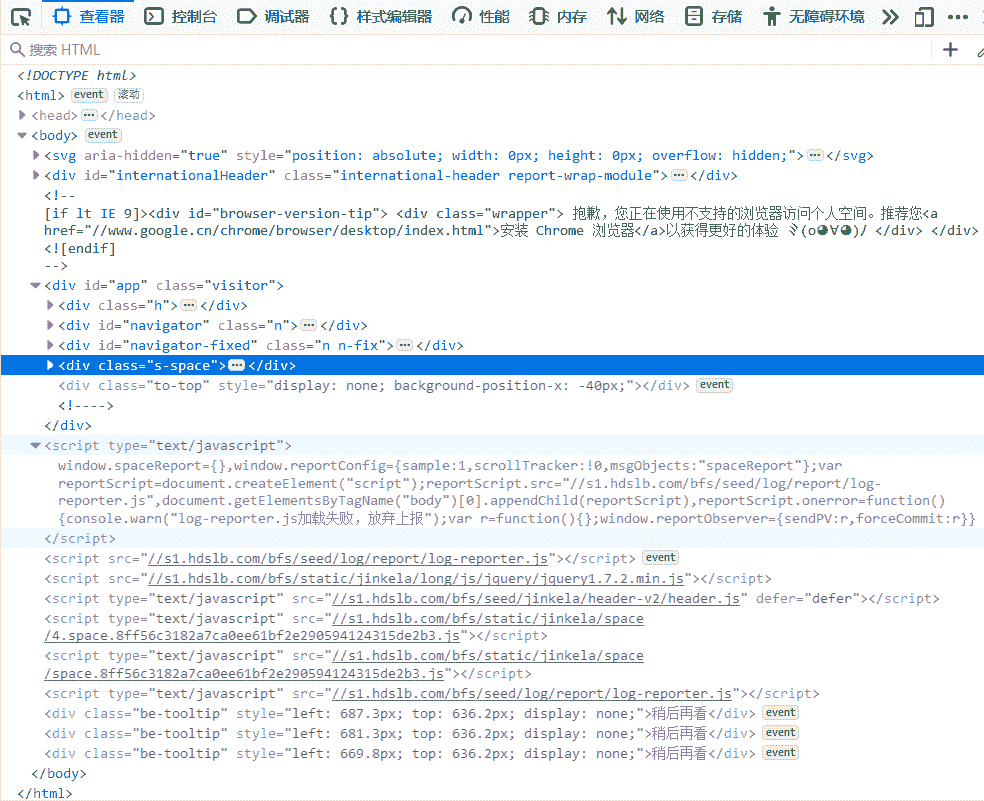 查看器 控制台 调试器 样式编辑器 性能 内存 网络 存储 无障碍环境
搜索 HTML
<!DOCTYPE html>
<html> event 滚动
<head> ••• </head>
<body> event
<svg aria-hidden="true" style="position: absolute; width: 0px; height: 0px; overflow: hidden;"> ••• </svg>
<div id="internationalHeader" class="international-header report-wrap-module"> ••• </div>
<!--
[if lt IE 9]><div id="browser-version-tip"> <div class="wrapper"> 抱歉，您正在使用不支持的浏览器访问个人空间。推荐您<a
href="//www.google.cn/chrome/browser/desktop/index.html">安装 Chrome 浏览器</a>以获得更好的体验 ヾ(o◕∀◕)ﾉ </div> </div>
<![endif]
-->
<div id="app" class="visitor">
<div class="h"> ••• </div>
<div id="navigator" class="n"> ••• </div>
<div id="navigator-fixed" class="n n-fix"> ••• </div>
<div class="s-space"> ••• </div>
<div class="to-top" style="display: none; background-position-x: -40px;"></div> event
<!---->
</div>
<script type="text/javascript">
window.spaceReport={},window.reportConfig={sample:1,scrollTracker:!0,msgObjects:"spaceReport"};var
reportScript=document.createElement("script");reportScript.src="//s1.hdslb.com/bfs/seed/log/report/log-
reporter.js",document.getElementsByTagName("body")[0].appendChild(reportScript),reportScript.onerror=function()
{console.warn("log-reporter.js加载失败，放弃上报");var r=function(){};window.reportObserver={sendPV:r,forceCommit:r}}
</script>
<script src="//s1.hdslb.com/bfs/seed/log/report/log-reporter.js"></script> event
<script src="//s1.hdslb.com/bfs/static/jinkela/long/js/jquery/jquery1.7.2.min.js"></script>
<script type="text/javascript" src="//s1.hdslb.com/bfs/seed/jinkela/header-v2/header.js" defer="defer"></script>
<script type="text/javascript" src="//s1.hdslb.com/bfs/static/jinkela/space
/4.space.8ff56c3182a7ca0ee61bf2e290594124315de2b3.js"></script>
<script type="text/javascript" src="//s1.hdslb.com/bfs/static/jinkela/space
/space.8ff56c3182a7ca0ee61bf2e290594124315de2b3.js"></script>
<script type="text/javascript" src="//s1.hdslb.com/bfs/seed/log/report/log-reporter.js"></script>
<div class="be-tooltip" style="left: 687.3px; top: 636.2px; display: none;">稍后再看</div> event
<div class="be-tooltip" style="left: 681.3px; top: 636.2px; display: none;">稍后再看</div> event
<div class="be-tooltip" style="left: 669.8px; top: 636.2px; display: none;">稍后再看</div> event
</body>
</html>